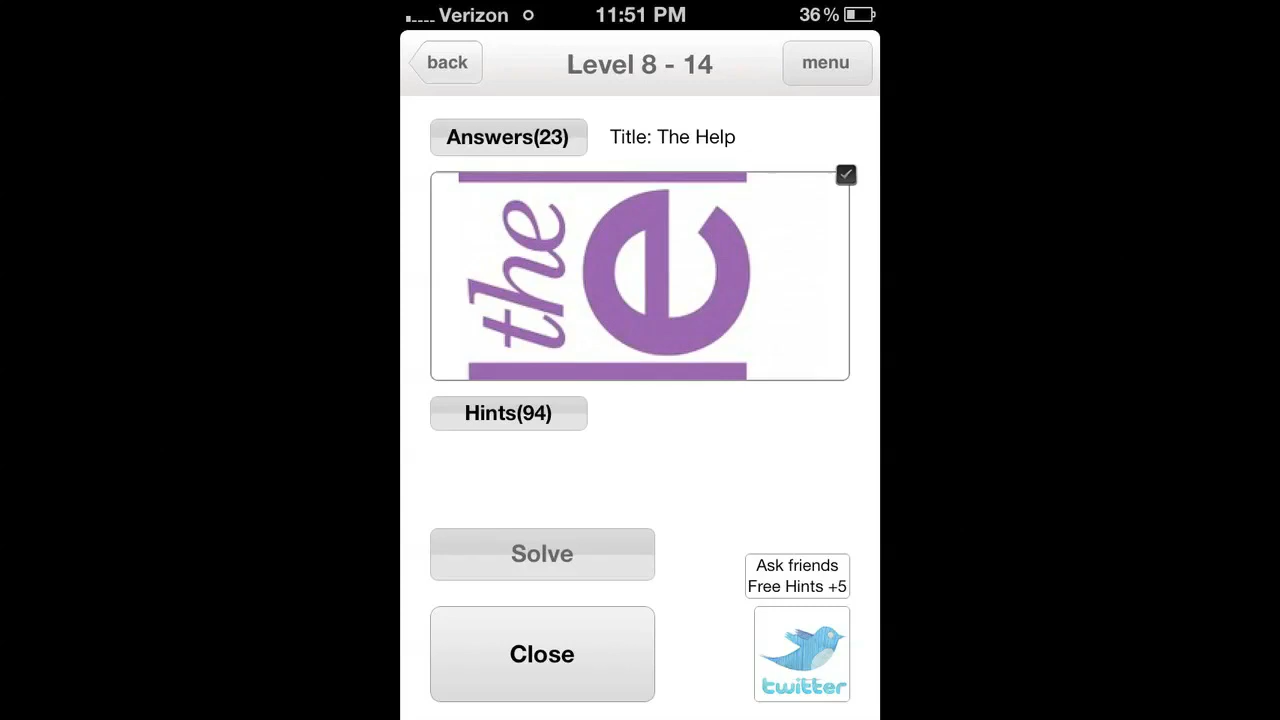 Verizon 11:51 PM 36%
back Level 8 - 14 menu
Answers(23) Title: The Help
the
e
Hints(94)
Solve
Ask friends
Free Hints +5
Close
twitter